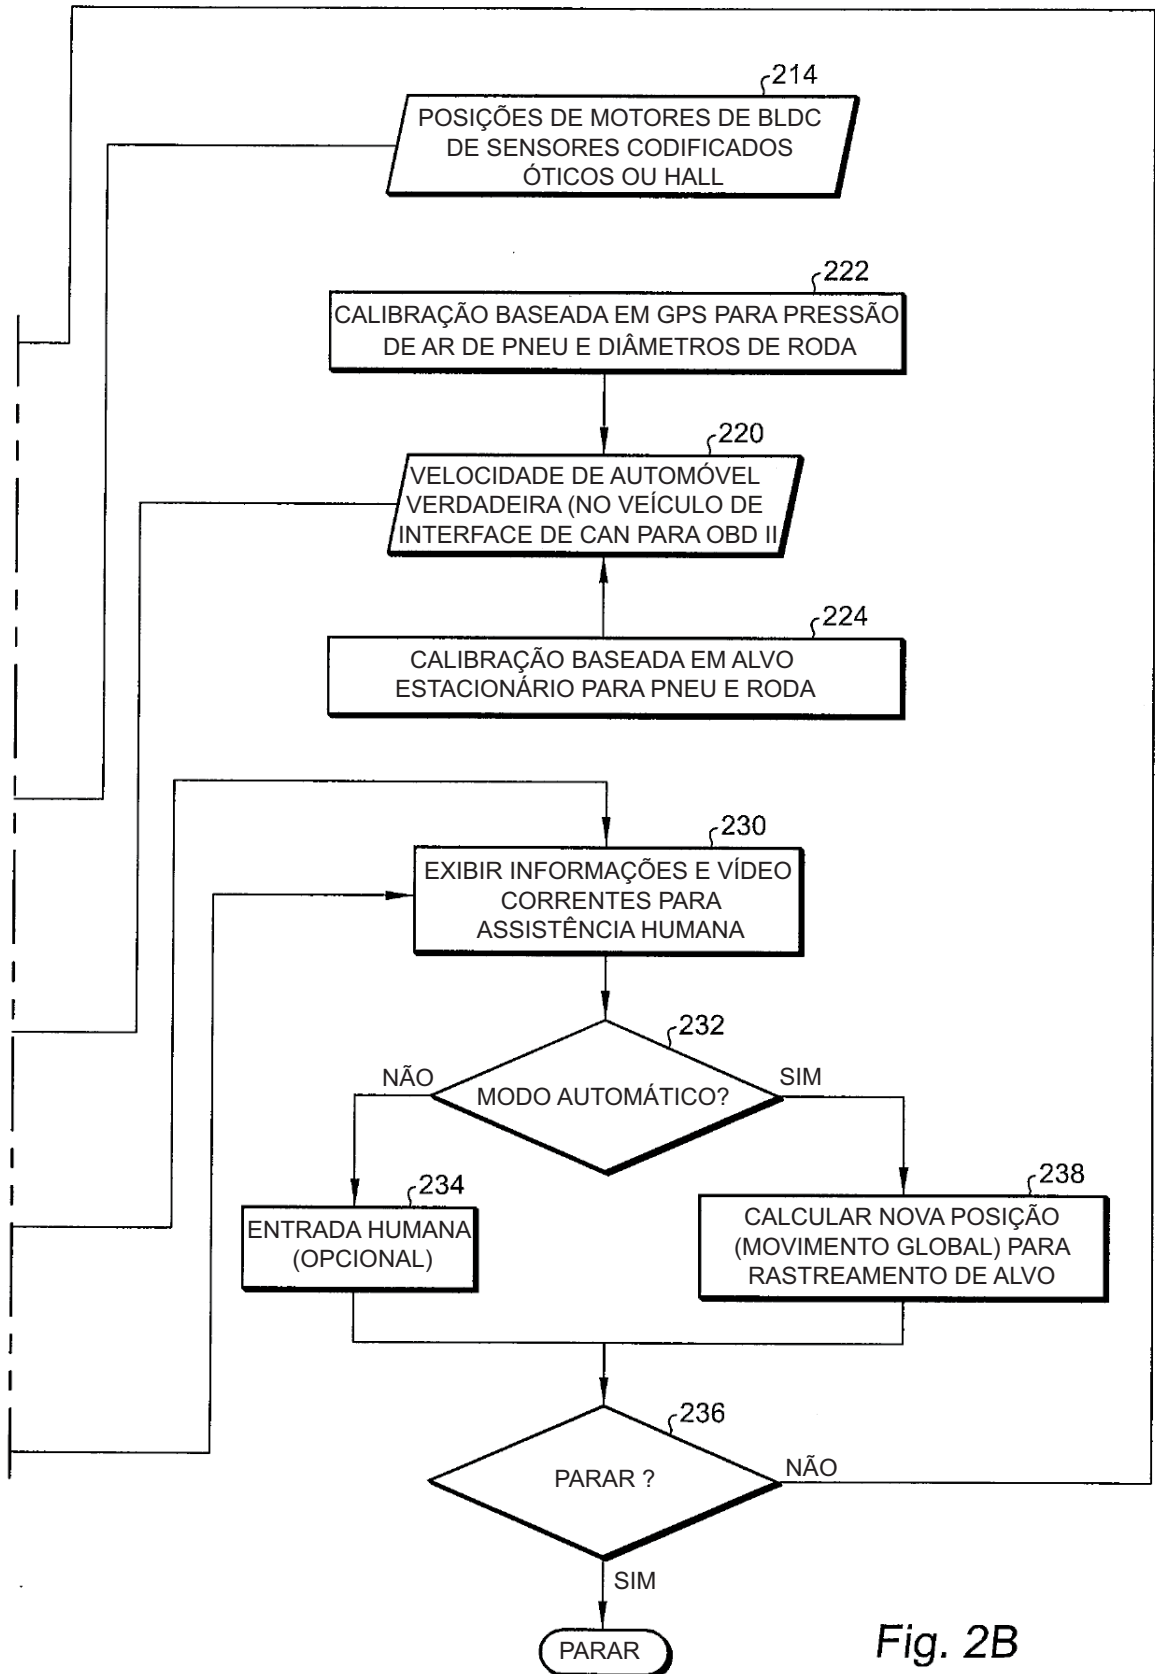 214
POSIÇÕES DE MOTORES DE BLDC
DE SENSORES CODIFICADOS
ÓTICOS OU HALL
222
CALIBRAÇÃO BASEADA EM GPS PARA PRESSÃO
DE AR DE PNEU E DIÂMETROS DE RODA
220
VELOCIDADE DE AUTOMÓVEL
VERDADEIRA (NO VEÍCULO DE
INTERFACE DE CAN PARA OBD II
224
CALIBRAÇÃO BASEADA EM ALVO
ESTACIONÁRIO PARA PNEU E RODA
230
EXIBIR INFORMAÇÕES E VÍDEO
CORRENTES PARA
ASSISTÊNCIA HUMANA
232
NÃO
MODO AUTOMÁTICO?
SIM
234
ENTRADA HUMANA
(OPCIONAL)
238
CALCULAR NOVA POSIÇÃO
(MOVIMENTO GLOBAL) PARA
RASTREAMENTO DE ALVO
236
PARAR ?
NÃO
SIM
PARAR
Fig. 2B